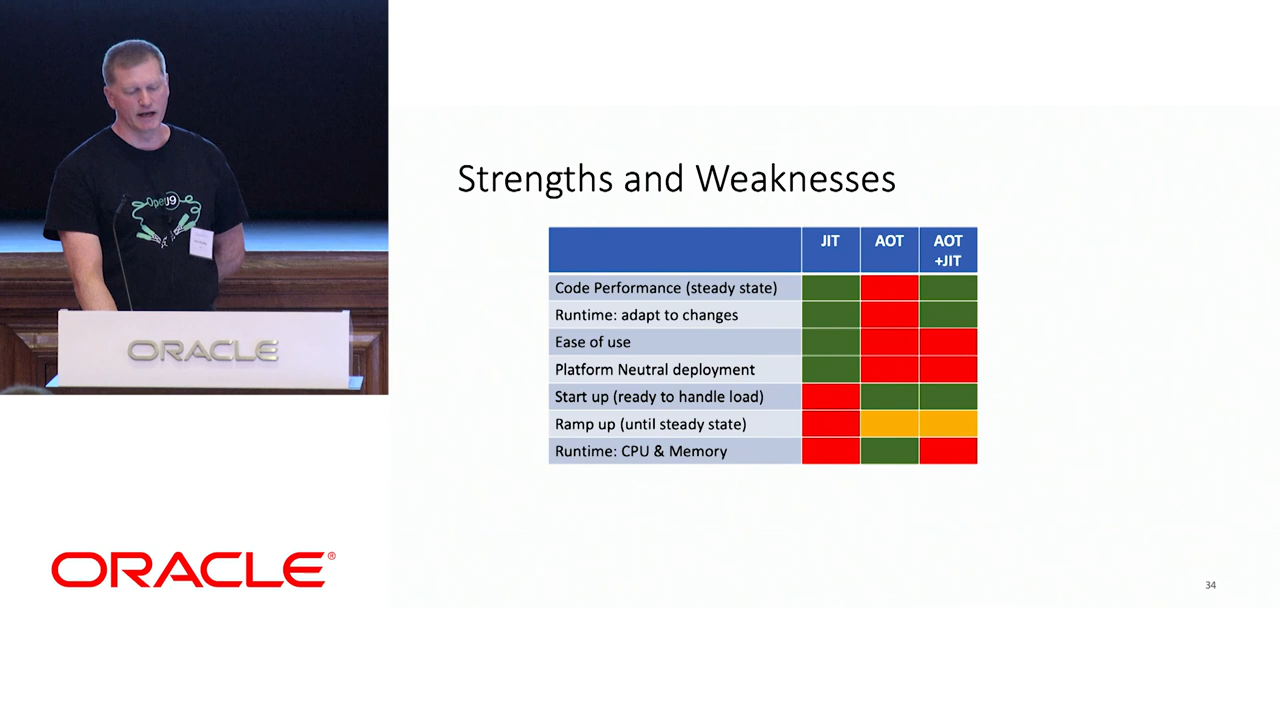 OpenJ9
ORACLE
ORACLE®
Strengths and Weaknesses
JIT
AOT
AOT
+JIT
Code Performance (steady state)
Runtime: adapt to changes
Ease of use
Platform Neutral deployment
Start up (ready to handle load)
Ramp up (until steady state)
Runtime: CPU & Memory
34